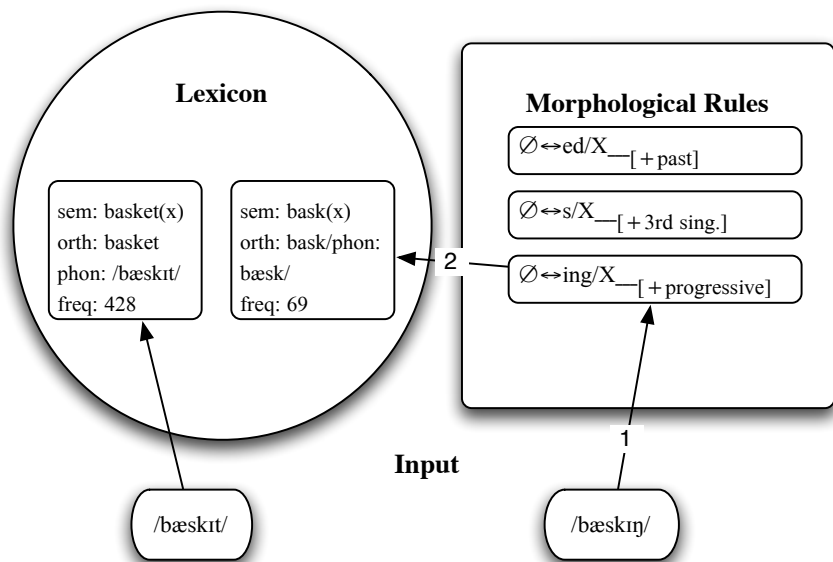 Lexicon
sem: basket(x)
orth: basket
phon: /bæskɪt/
freq: 428
sem: bask(x)
orth: bask/phon:
bæsk/
freq: 69
Morphological Rules
∅↔ed/X__[+past]
∅↔s/X__[+3rd sing.]
∅↔ing/X__[+progressive]
2
1
Input
/bæskɪt/
/bæskɪŋ/